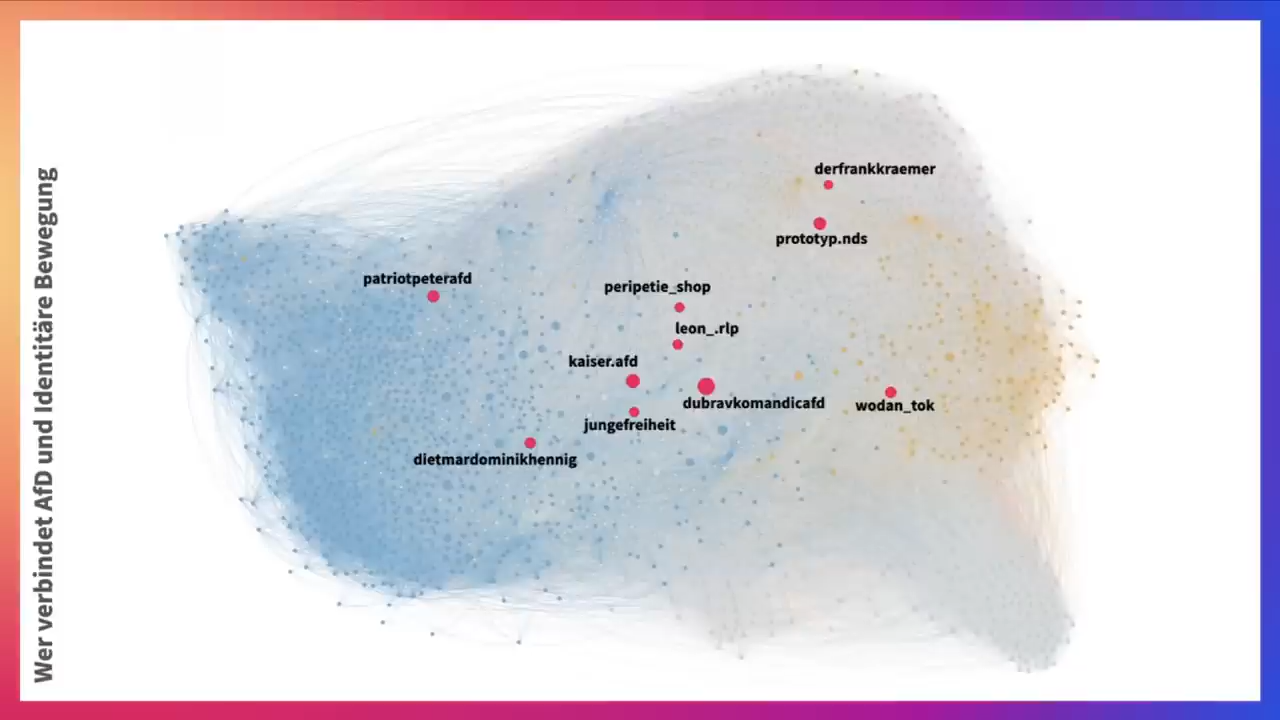 Wer verbindet AfD und Identitäre Bewegung
derfrankkraemer
prototyp.nds
patriotpeterafd
peripetie_shop
leon_.rlp
kaiser.afd
dubravkomandicafd
wodan_tok
jungefreiheit
dietmardominikhennig